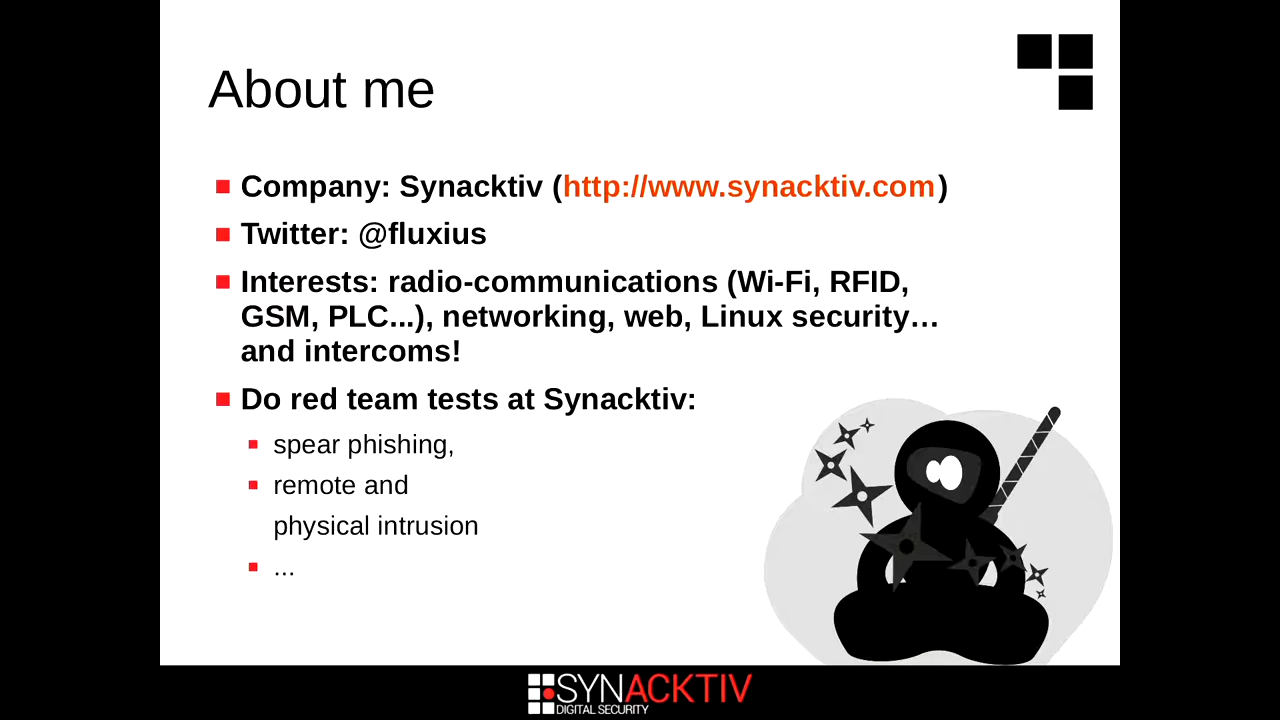 About me
Company: Synacktiv (http://www.synacktiv.com)
Twitter: @fluxius
Interests: radio-communications (Wi-Fi, RFID,
GSM, PLC...), networking, web, Linux security…
and intercoms!
Do red team tests at Synacktiv:
spear phishing,
remote and
physical intrusion
...
SYNACKTIV
DIGITAL SECURITY